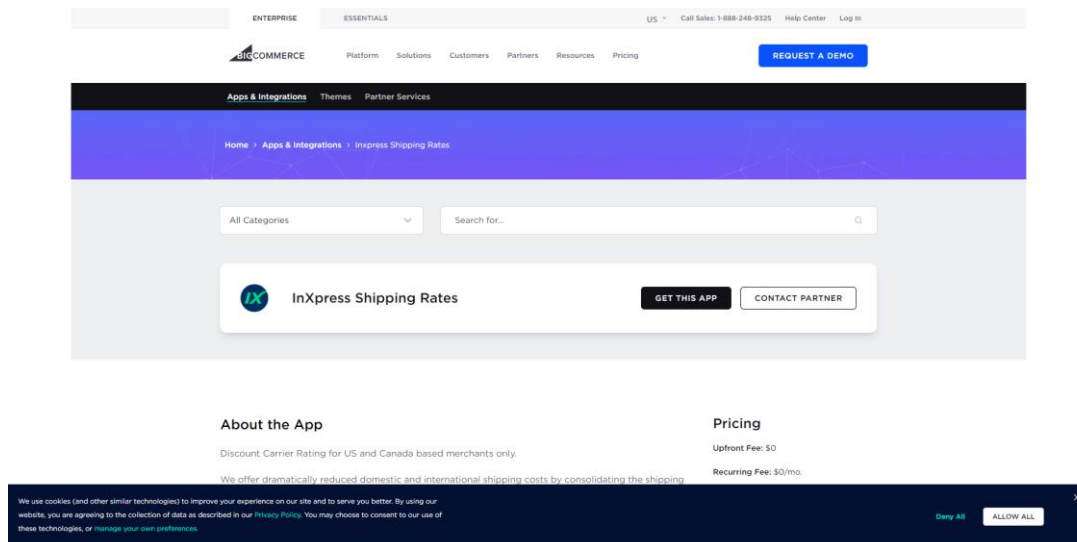 ENTERPRISE ESSENTIALS US Call Sales: 1-888-248-9325 Help Center Log In
BIGCOMMERCE Platform Solutions Customers Partners Resources Pricing REQUEST A DEMO
Apps & Integrations Themes Partner Services
Home › Apps & Integrations › Inxpress Shipping Rates
All Categories Search for...
IX InXpress Shipping Rates GET THIS APP CONTACT PARTNER
About the App Pricing
Discount Carrier Rating for US and Canada based merchants only. Upfront Fee: $0
Recurring Fee: $0/mo.
We offer dramatically reduced domestic and international shipping costs by consolidating the shipping
We use cookies (and other similar technologies) to improve your experience on our site and to serve you better. By using our
website, you are agreeing to the collection of data as described in our Privacy Policy. You may choose to consent to our use of
these technologies, or manage your own preferences.
Deny All ALLOW ALL